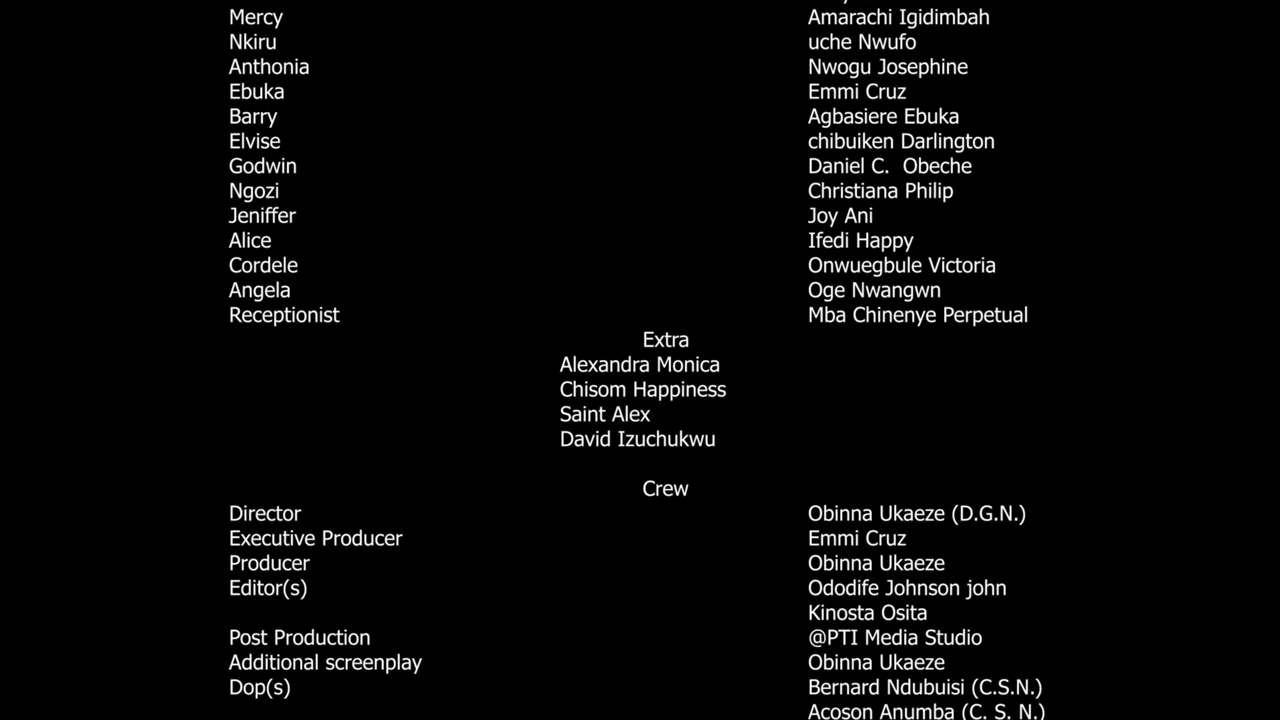 Mercy Amarachi Igidimbah
Nkiru uche Nwufo
Anthonia Nwogu Josephine
Ebuka Emmi Cruz
Barry Agbasiere Ebuka
Elvise chibuiken Darlington
Godwin Daniel C.  Obeche
Ngozi Christiana Philip
Jeniffer Joy Ani
Alice Ifedi Happy
Cordele Onwuegbule Victoria
Angela Oge Nwangwn
Receptionist Mba Chinenye Perpetual
Extra
Alexandra Monica
Chisom Happiness
Saint Alex
David Izuchukwu
Crew
Director Obinna Ukaeze (D.G.N.)
Executive Producer Emmi Cruz
Producer Obinna Ukaeze
Editor(s) Ododife Johnson john
Kinosta Osita
Post Production @PTI Media Studio
Additional screenplay Obinna Ukaeze
Dop(s) Bernard Ndubuisi (C.S.N.)
Acoson Anumba (C. S. N.)